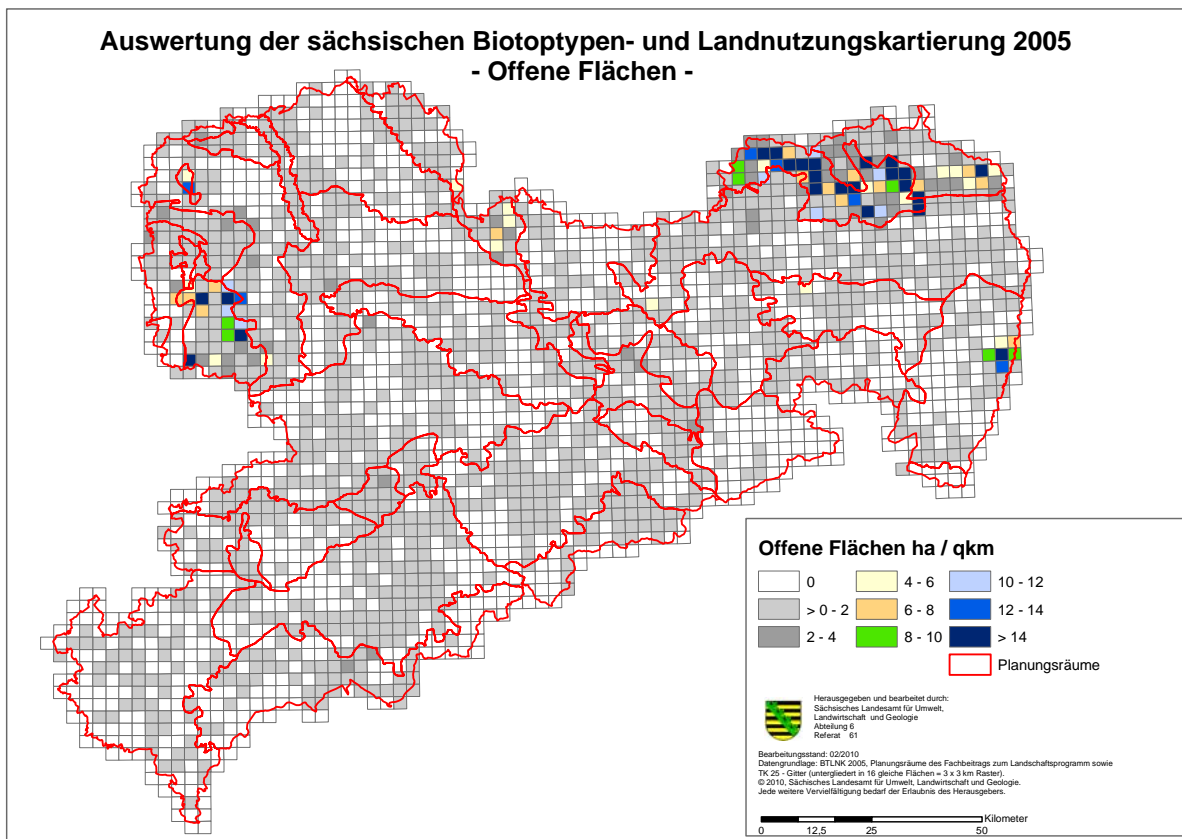 Auswertung der sächsischen Biotoptypen- und Landnutzungskartierung 2005
- Offene Flächen -
Offene Flächen ha / qkm
0
> 0 - 2
2 - 4
4 - 6
6 - 8
8 - 10
10 - 12
12 - 14
> 14
Planungsräume
Herausgegeben und bearbeitet durch:
Sächsisches Landesamt für Umwelt,
Landwirtschaft und Geologie
Abteilung 6
Referat 61
Bearbeitungsstand: 02/2010
Datengrundlage: BTLNK 2005, Planungsräume des Fachbeitrags zum Landschaftsprogramm sowie
TK 25 - Gitter (untergliedert in 16 gleiche Flächen = 3 x 3 km Raster).
© 2010, Sächsisches Landesamt für Umwelt, Landwirtschaft und Geologie.
Jede weitere Vervielfältigung bedarf der Erlaubnis des Herausgebers.
Kilometer
0 12,5 25 50